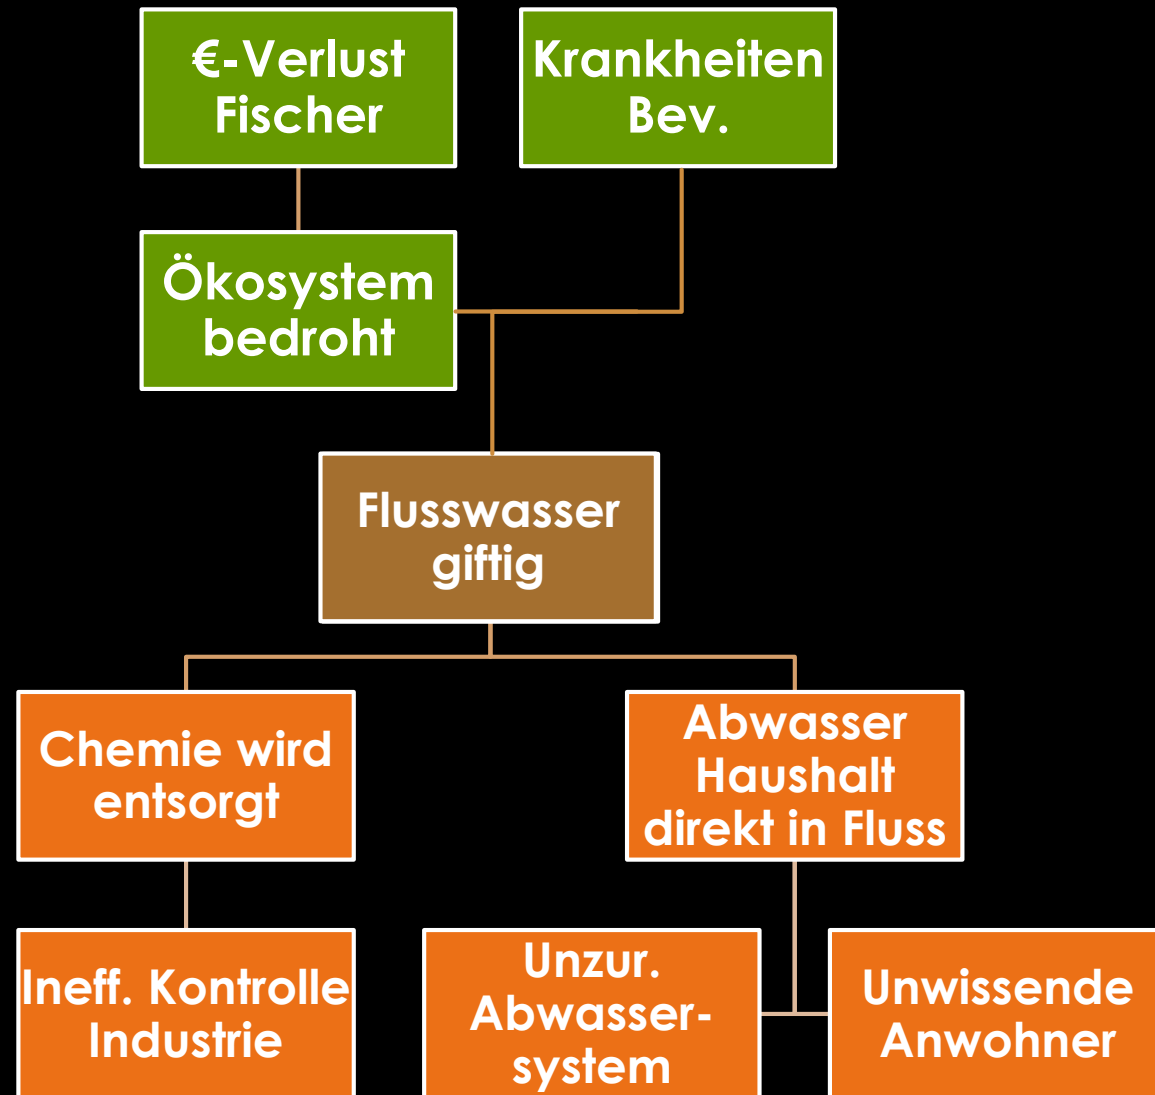 €-Verlust
Fischer
Krankheiten
Bev.
Ökosystem
bedroht
Flusswasser
giftig
Chemie wird
entsorgt
Abwasser
Haushalt
direkt in Fluss
Ineff. Kontrolle
Industrie
Unzur.
Abwasser-
system
Unwissende
Anwohner